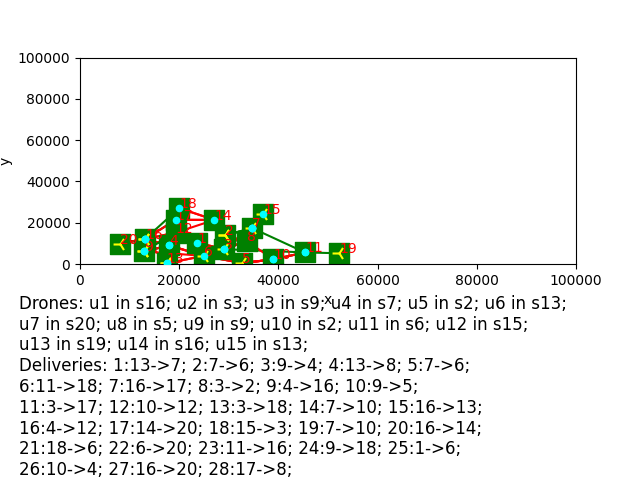 100000
80000
60000
40000
20000
0
y
0 20000 40000 60000 80000 100000
x
Drones: u1 in s16; u2 in s3; u3 in s9; u4 in s7; u5 in s2; u6 in s13;
u7 in s20; u8 in s5; u9 in s9; u10 in s2; u11 in s6; u12 in s15;
u13 in s19; u14 in s16; u15 in s13;
Deliveries: 1:13->7; 2:7->6; 3:9->4; 4:13->8; 5:7->6;
6:11->18; 7:16->17; 8:3->2; 9:4->16; 10:9->5;
11:3->17; 12:10->12; 13:3->18; 14:7->10; 15:16->13;
16:4->12; 17:14->20; 18:15->3; 19:7->10; 20:16->14;
21:18->6; 22:6->20; 23:11->16; 24:9->18; 25:1->6;
26:10->4; 27:16->20; 28:17->8;